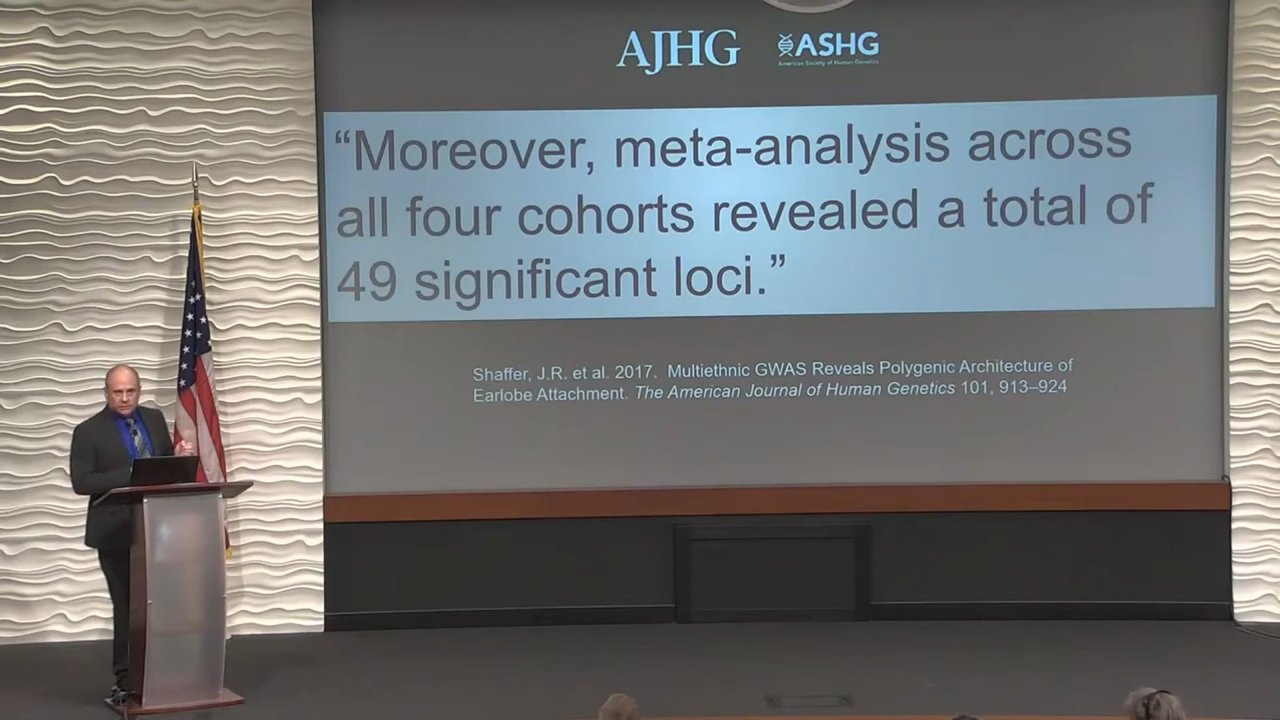 AJHG ASHG
American Society of Human Genetics
“Moreover, meta-analysis across
all four cohorts revealed a total of
49 significant loci.”
Shaffer, J.R. et al. 2017. Multiethnic GWAS Reveals Polygenic Architecture of
Earlobe Attachment. The American Journal of Human Genetics 101, 913–924